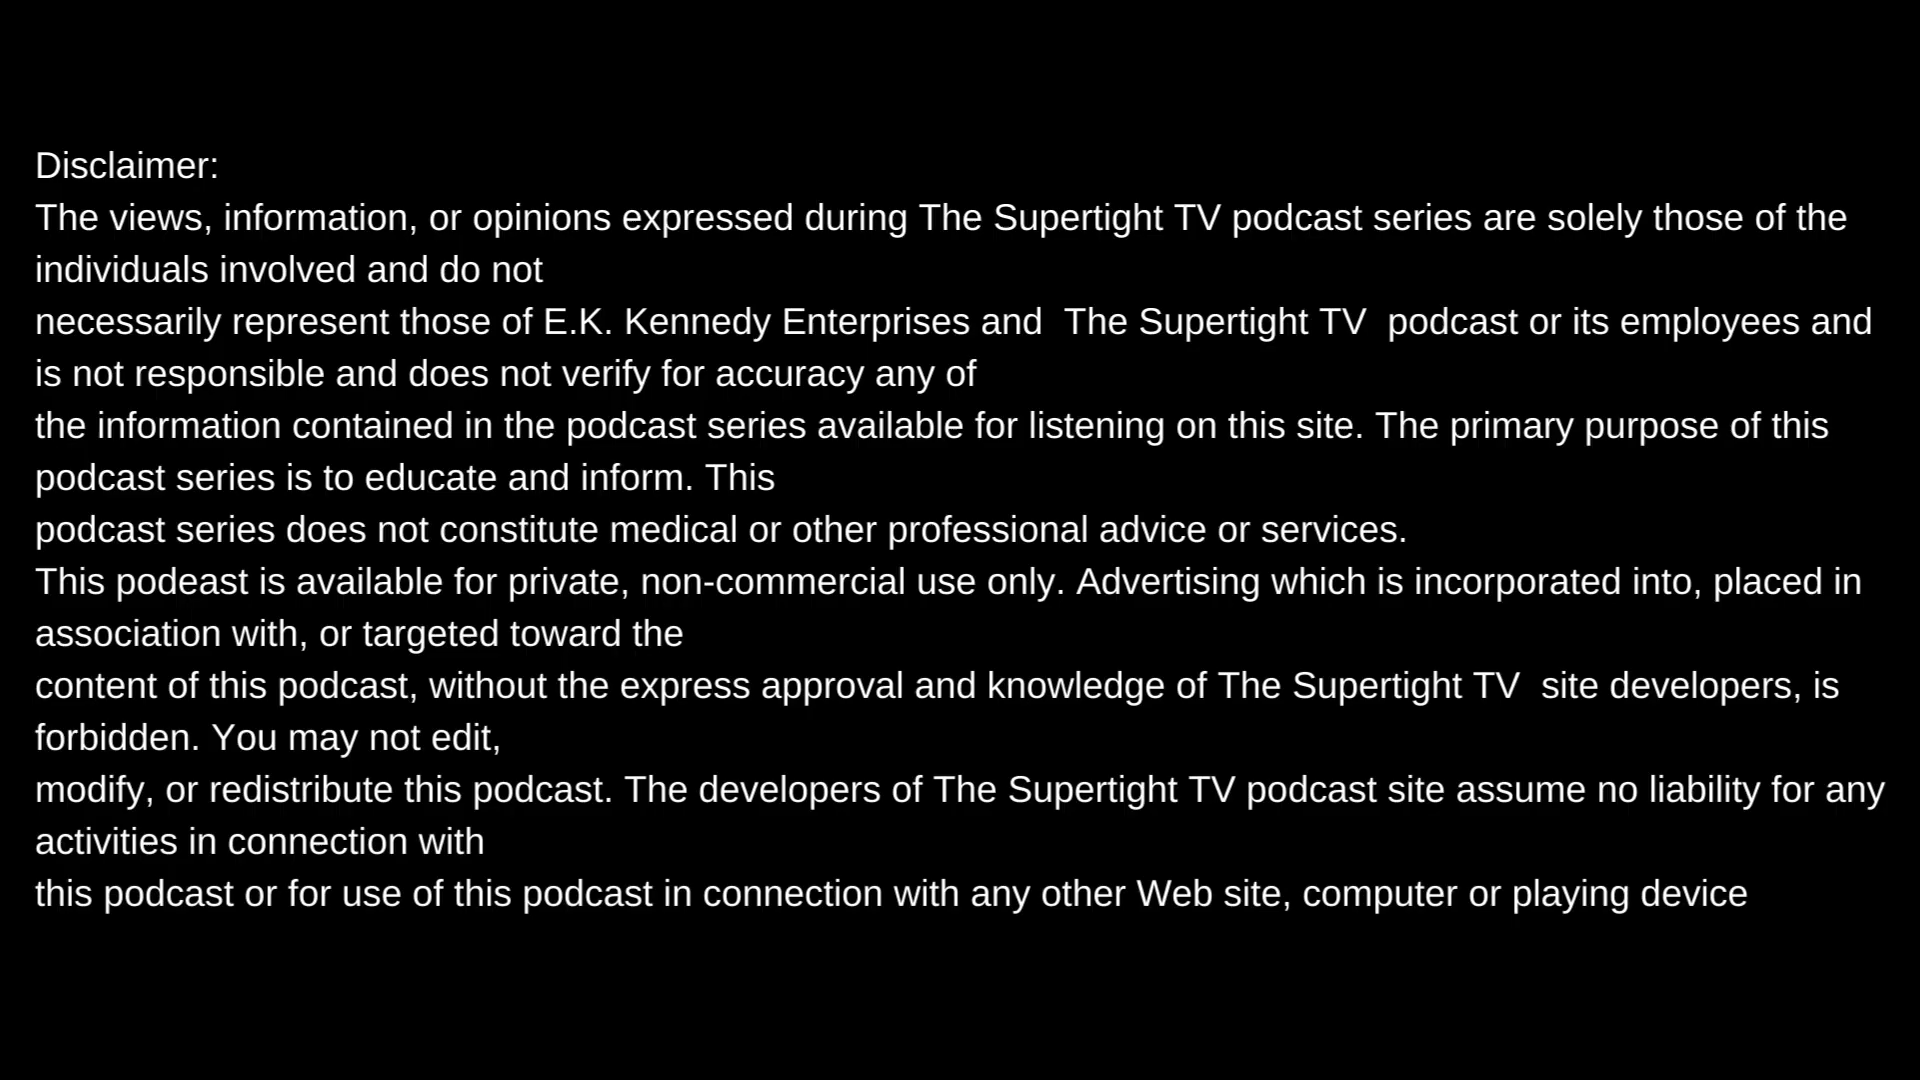 Disclaimer:
The views, information, or opinions expressed during The Supertight TV podcast series are solely those of the
individuals involved and do not
necessarily represent those of E.K. Kennedy Enterprises and  The Supertight TV  podcast or its employees and
is not responsible and does not verify for accuracy any of
the information contained in the podcast series available for listening on this site. The primary purpose of this
podcast series is to educate and inform. This
podcast series does not constitute medical or other professional advice or services.
This podeast is available for private, non-commercial use only. Advertising which is incorporated into, placed in
association with, or targeted toward the
content of this podcast, without the express approval and knowledge of The Supertight TV  site developers, is
forbidden. You may not edit,
modify, or redistribute this podcast. The developers of The Supertight TV podcast site assume no liability for any
activities in connection with
this podcast or for use of this podcast in connection with any other Web site, computer or playing device